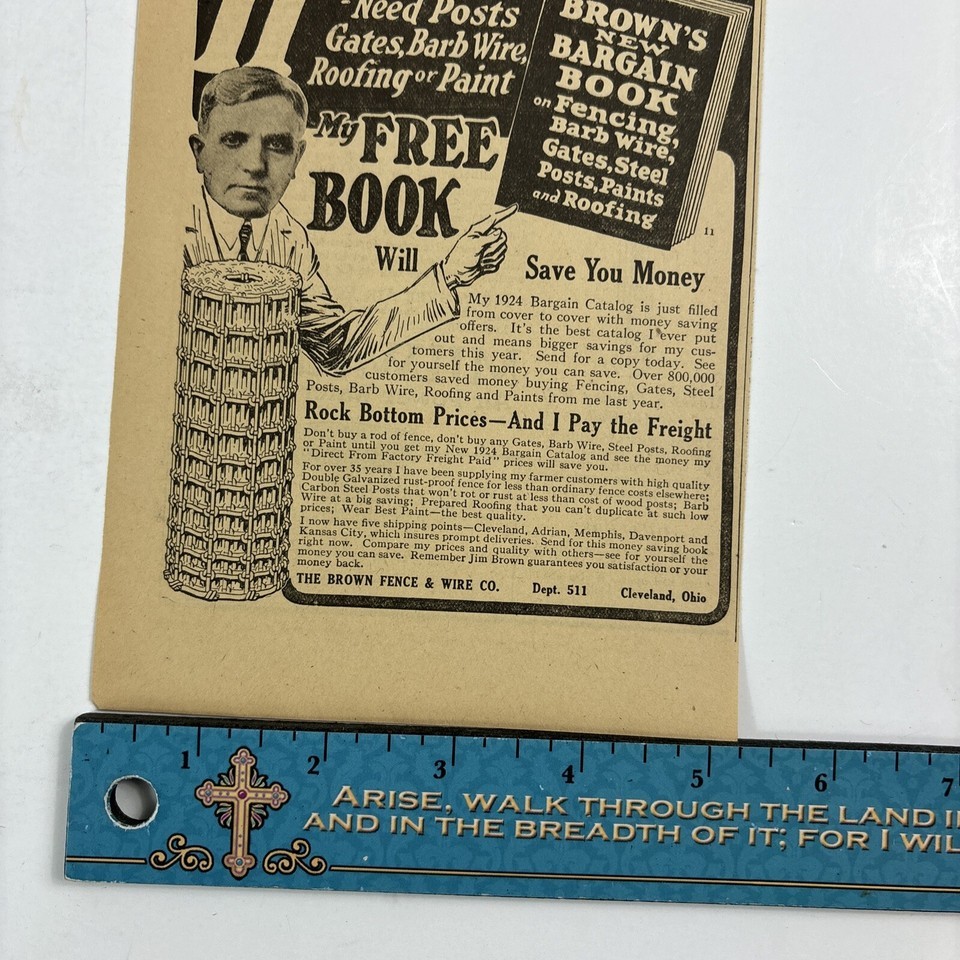 -Need Posts
Gates, Barb Wire,
Roofing or Paint
My FREE
BOOK
Will
BROWN'S
NEW
BARGAIN
BOOK
on Fencing,
Barb Wire,
Gates, Steel
Posts, Paints
and Roofing
11
Save You Money
My 1924 Bargain Catalog is just filled
from cover to cover with money saving
offers. It's the best catalog I ever put
out and means bigger savings for my cus-
tomers this year. Send for a copy today. See
for yourself the money you can save. Over 800,000
customers saved money buying Fencing, Gates, Steel
Posts, Barb Wire, Roofing and Paints from me last year.
Rock Bottom Prices—And I Pay the Freight
Don't buy a rod of fence, don't buy any Gates, Barb Wire, Steel Posts, Roofing
or Paint until you get my New 1924 Bargain Catalog and see the money my
"Direct From Factory Freight Paid" prices will save you.
For over 35 years I have been supplying my farmer customers with high quality
Double Galvanized rust-proof fence for less than ordinary fence costs elsewhere;
Carbon Steel Posts that won't rot or rust at less than cost of wood posts; Barb
Wire at a big saving; Prepared Roofing that you can't duplicate at such low
prices; Wear Best Paint—the best quality.
I now have five shipping points—Cleveland, Adrian, Memphis, Davenport and
Kansas City, which insures prompt deliveries. Send for this money saving book
right now. Compare my prices and quality with others—see for yourself the
money you can save. Remember Jim Brown guarantees you satisfaction or your
money back.
THE BROWN FENCE & WIRE CO. Dept. 511 Cleveland, Ohio
1 2 3 4 5 6 7
ARISE, WALK THROUGH THE LAND
AND IN THE BREADTH OF IT; FOR I